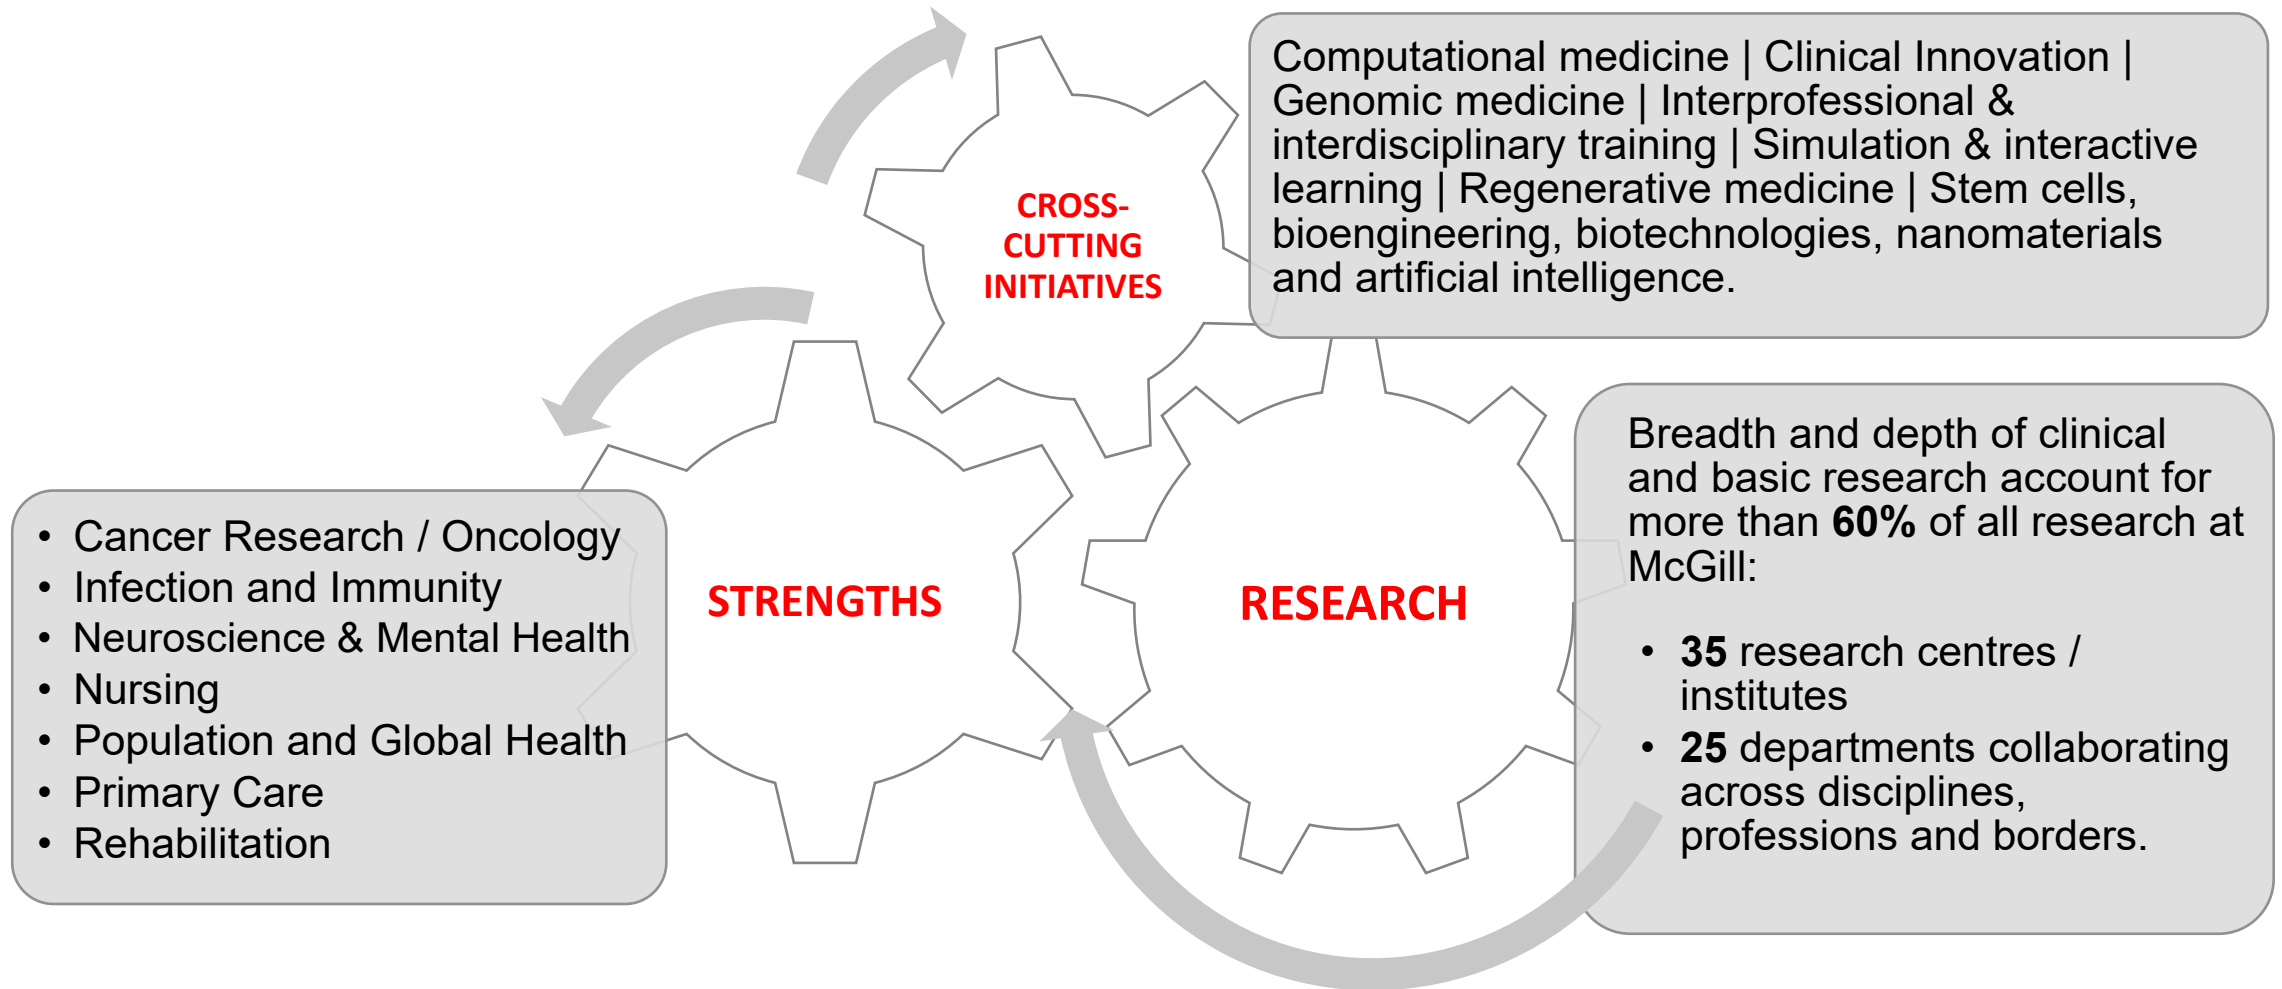 Computational medicine | Clinical Innovation |
Genomic medicine | Interprofessional &
interdisciplinary training | Simulation & interactive
learning | Regenerative medicine | Stem cells,
bioengineering, biotechnologies, nanomaterials
and artificial intelligence.
CROSS-
CUTTING
INITIATIVES
• Cancer Research / Oncology
• Infection and Immunity
• Neuroscience & Mental Health
• Nursing
• Population and Global Health
• Primary Care
• Rehabilitation
STRENGTHS
RESEARCH
Breadth and depth of clinical
and basic research account for
more than 60% of all research at
McGill:
• 35 research centres /
institutes
• 25 departments collaborating
across disciplines,
professions and borders.